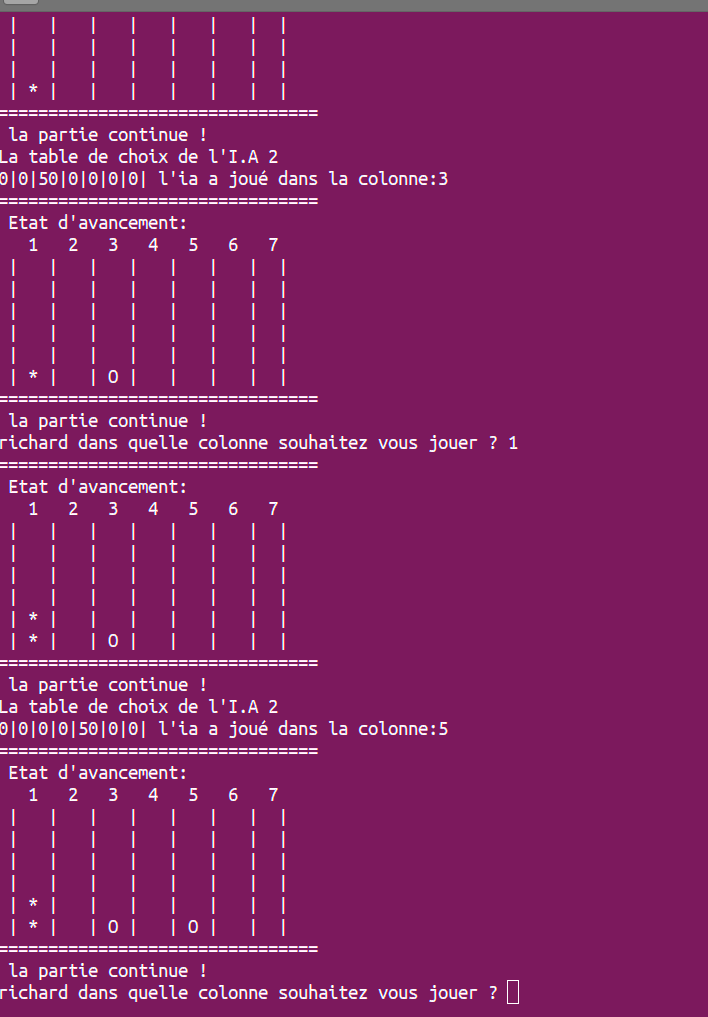 |   |   |   |   |   |   |  |
|   |   |   |   |   |   |  |
|   |   |   |   |   |   |  |
| * |   |   |   |   |   |  |
================================
la partie continue !
La table de choix de l'I.A 2
0|0|50|0|0|0|0| l'ia a joué dans la colonne:3
================================
Etat d'avancement:
  1   2   3   4   5   6   7
|   |   |   |   |   |   |  |
|   |   |   |   |   |   |  |
|   |   |   |   |   |   |  |
|   |   |   |   |   |   |  |
|   |   |   |   |   |   |  |
| * |   | O |   |   |   |  |
================================
la partie continue !
richard dans quelle colonne souhaitez vous jouer ? 1
================================
Etat d'avancement:
  1   2   3   4   5   6   7
|   |   |   |   |   |   |  |
|   |   |   |   |   |   |  |
|   |   |   |   |   |   |  |
|   |   |   |   |   |   |  |
| * |   |   |   |   |   |  |
| * |   | O |   |   |   |  |
================================
la partie continue !
La table de choix de l'I.A 2
0|0|0|0|50|0|0| l'ia a joué dans la colonne:5
================================
Etat d'avancement:
  1   2   3   4   5   6   7
|   |   |   |   |   |   |  |
|   |   |   |   |   |   |  |
|   |   |   |   |   |   |  |
|   |   |   |   |   |   |  |
| * |   |   |   |   |   |  |
| * |   | O |   | O |   |  |
================================
la partie continue !
richard dans quelle colonne souhaitez vous jouer ?